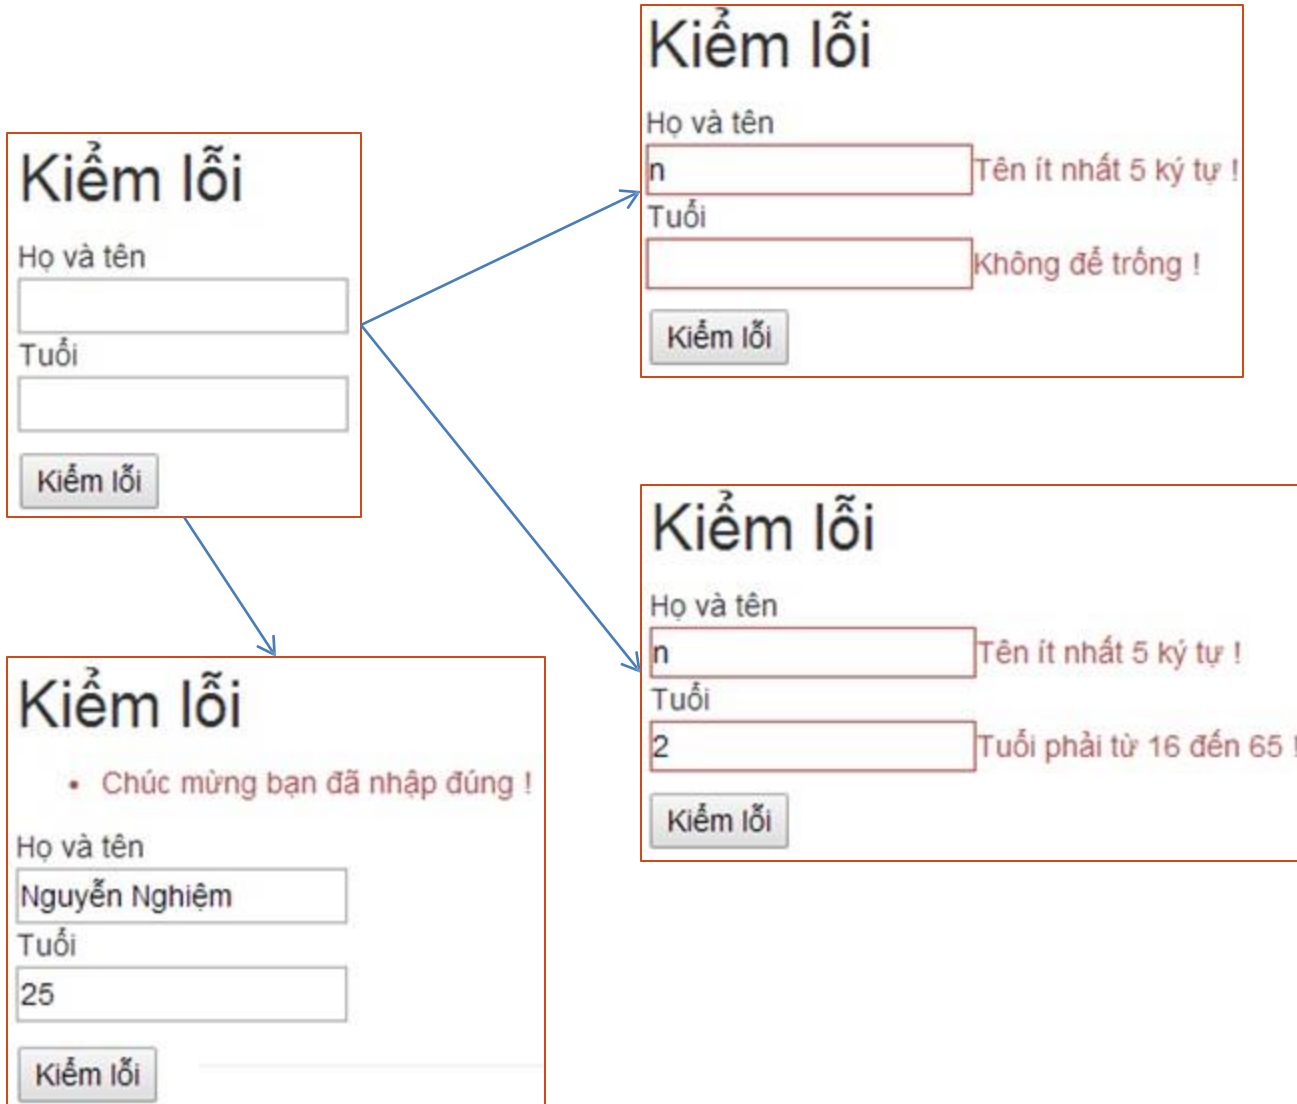 Kiểm lỗi
Họ và tên
Tuổi
Kiểm lỗi
Kiểm lỗi
Họ và tên
n Tên ít nhất 5 ký tự !
Tuổi
Không để trống !
Kiểm lỗi
Kiểm lỗi
Họ và tên
n Tên ít nhất 5 ký tự !
Tuổi
2 Tuổi phải từ 16 đến 65 !
Kiểm lỗi
Kiểm lỗi
• Chúc mừng bạn đã nhập đúng !
Họ và tên
Nguyễn Nghiệm
Tuổi
25
Kiểm lỗi